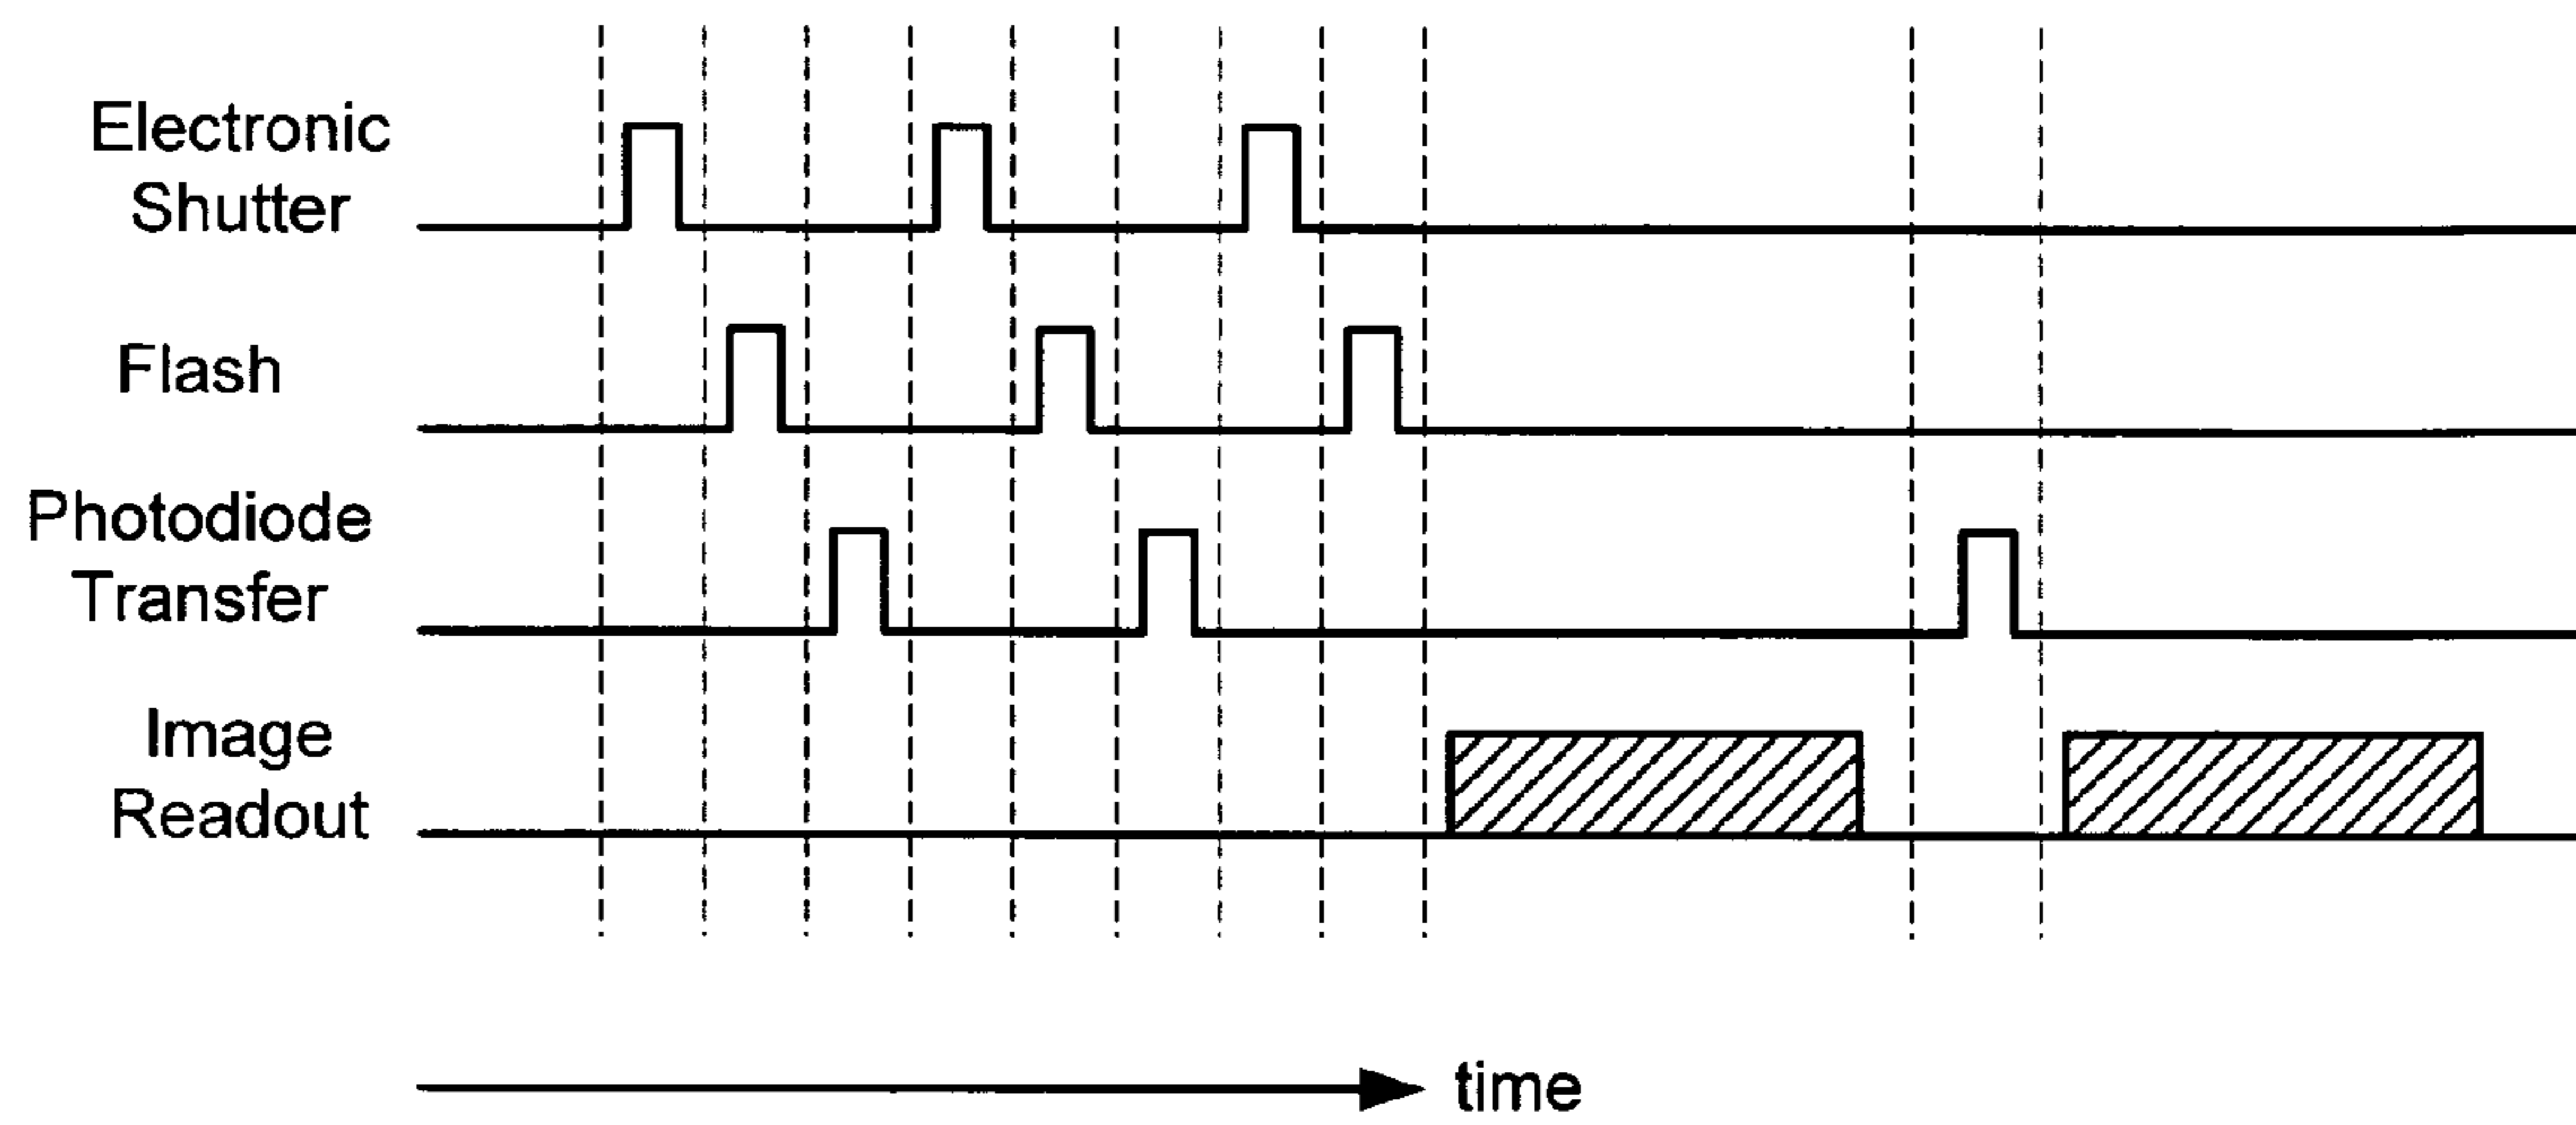 Electronic
Shutter
Flash
Photodiode
Transfer
Image
Readout
time